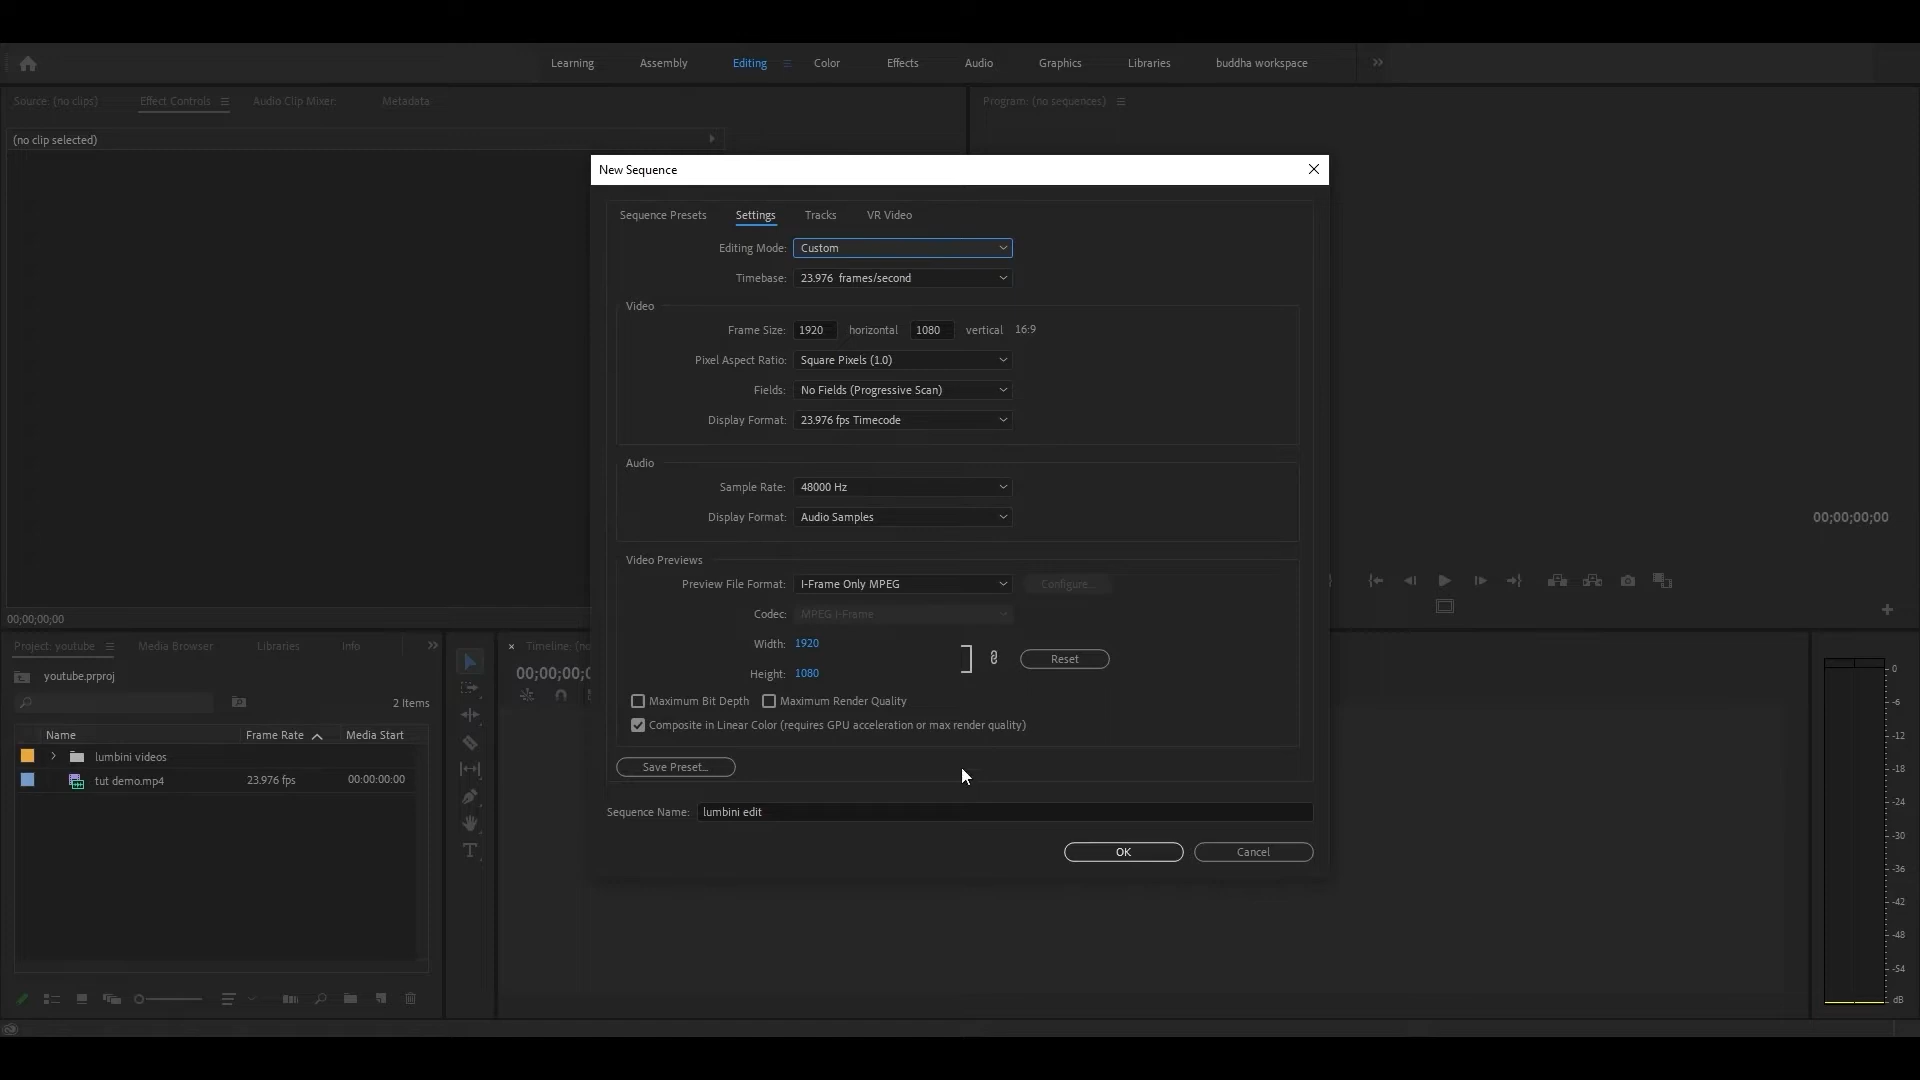 Learning Assembly Editing Color Effects Audio Graphics Libraries buddha workspace
Source: (no clips) Effect Controls Audio Clip Mixer: Metadata
Program: (no sequences)
(no clip selected)
New Sequence
Sequence Presets Settings Tracks VR Video
Editing Mode: Custom
Timebase: 23.976 frames/second
Video
Frame Size: 1920 horizontal 1080 vertical 16:9
Pixel Aspect Ratio: Square Pixels (1.0)
Fields: No Fields (Progressive Scan)
Display Format: 23.976 fps Timecode
Audio
Sample Rate: 48000 Hz
Display Format: Audio Samples
Video Previews
Preview File Format: I-Frame Only MPEG Configure...
Codec: MPEG I-Frame
Width: 1920
Height: 1080
Reset
Maximum Bit Depth Maximum Render Quality
Composite in Linear Color (requires GPU acceleration or max render quality)
Save Preset...
Sequence Name: lumbini edit
OK Cancel
00;00;00;00
00;00;00;00
Project: youtube Media Browser Libraries Info
youtube.prproj
2 Items
Name Frame Rate Media Start
lumbini videos
tut demo.mp4 23.976 fps 00:00:00:00
Timeline: (no
00;00;00;0
0
-6
-12
-18
-24
-30
-36
-42
-48
-54
dB